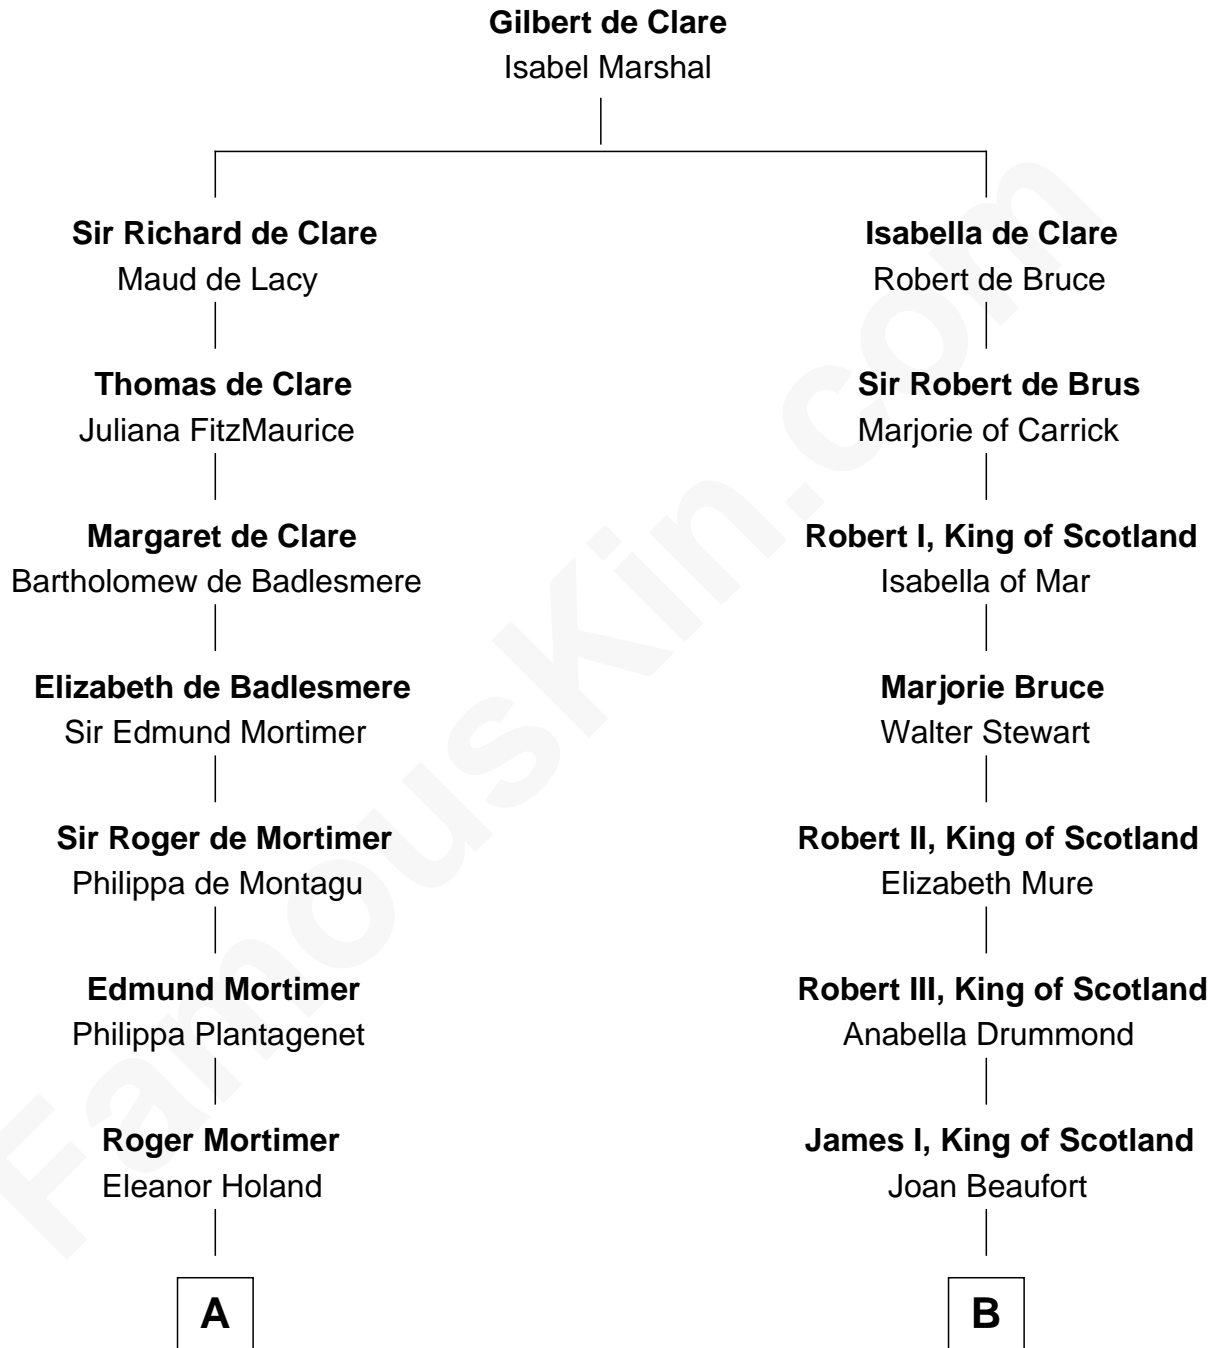 Gilbert de Clare
Isabel Marshal
Sir Richard de Clare
Maud de Lacy
Isabella de Clare
Robert de Bruce
Thomas de Clare
Juliana FitzMaurice
Sir Robert de Brus
Marjorie of Carrick
Margaret de Clare
Bartholomew de Badlesmere
Robert I, King of Scotland
Isabella of Mar
Elizabeth de Badlesmere
Sir Edmund Mortimer
Marjorie Bruce
Walter Stewart
Sir Roger de Mortimer
Philippa de Montagu
Robert II, King of Scotland
Elizabeth Mure
Edmund Mortimer
Philippa Plantagenet
Robert III, King of Scotland
Anabella Drummond
Roger Mortimer
Eleanor Holand
James I, King of Scotland
Joan Beaufort
A
B
FamousKin.com